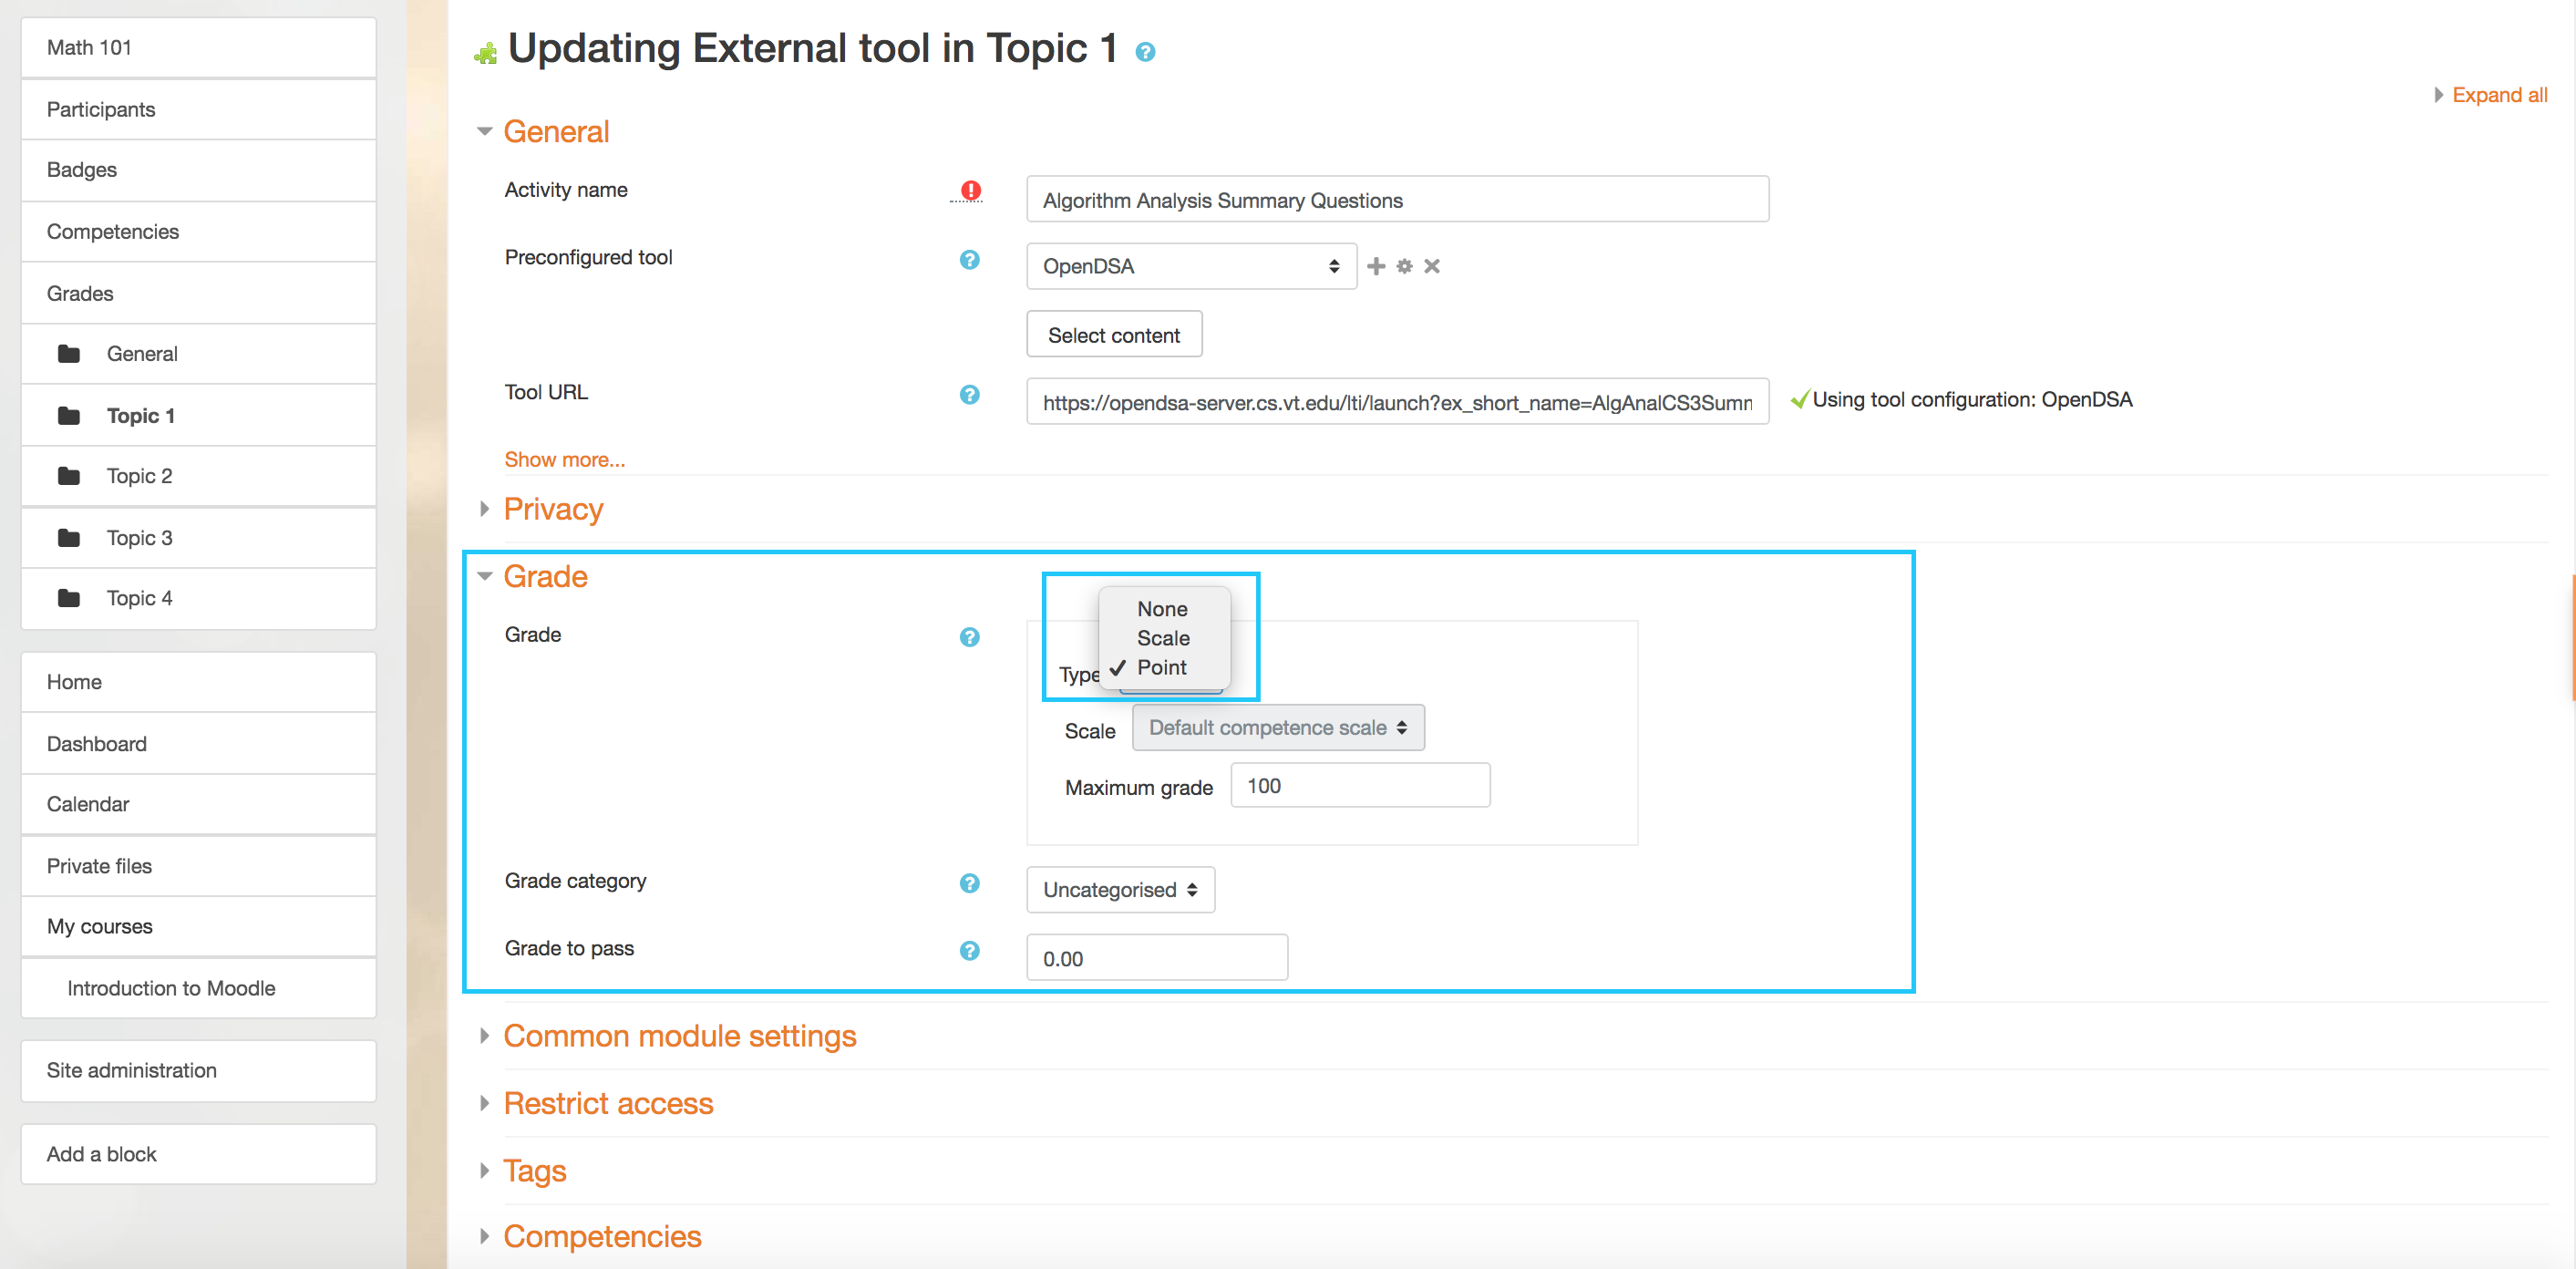 Math 101
Participants
Badges
Competencies
Grades
General
Topic 1
Topic 2
Topic 3
Topic 4
Home
Dashboard
Calendar
Private files
My courses
Introduction to Moodle
Site administration
Add a block
Updating External tool in Topic 1
Expand all
General
Activity name
Algorithm Analysis Summary Questions
Preconfigured tool
OpenDSA
Select content
Tool URL
https://opendsa-server.cs.vt.edu/lti/launch?ex_short_name=AlgAnalCS3Sumn
Using tool configuration: OpenDSA
Show more...
Privacy
Grade
Grade
None
Scale
Type Point
Scale Default competence scale
Maximum grade 100
Grade category
Uncategorised
Grade to pass
0.00
Common module settings
Restrict access
Tags
Competencies